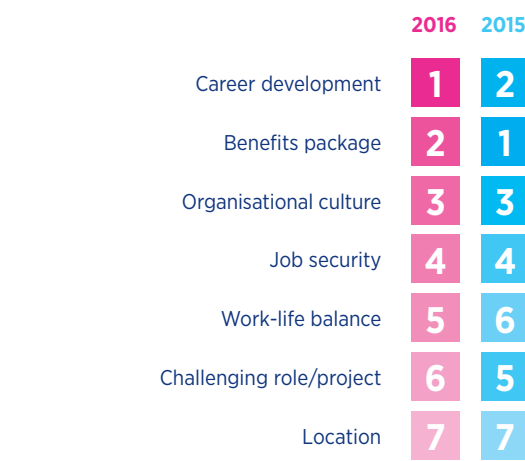 2016 2015
Career development 1 2
Benefits package 2 1
Organisational culture 3 3
Job security 4 4
Work-life balance 5 6
Challenging role/project 6 5
Location 7 7